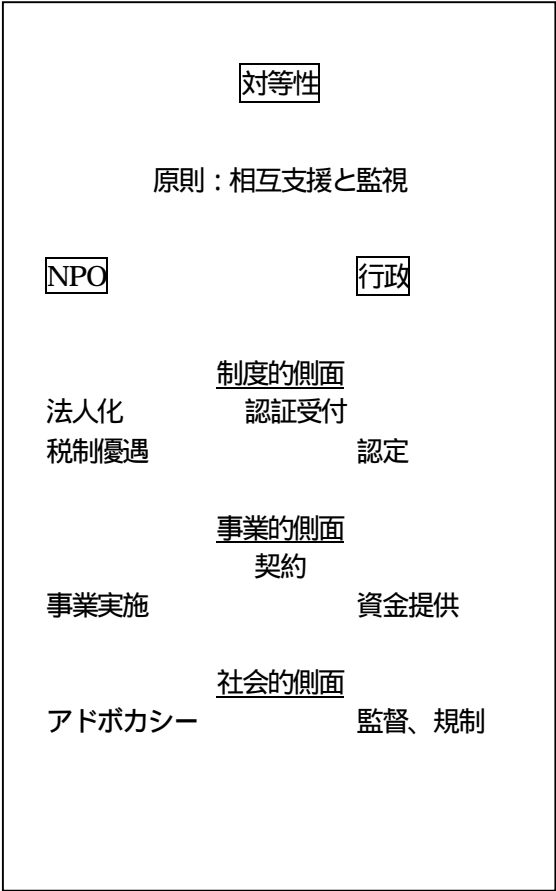 対等性
原則：相互支援と監視
NPO 行政
制度的側面
法人化 認証受付
税制優遇 認定
事業的側面
契約
事業実施 資金提供
社会的側面
アドボカシー 監督、規制